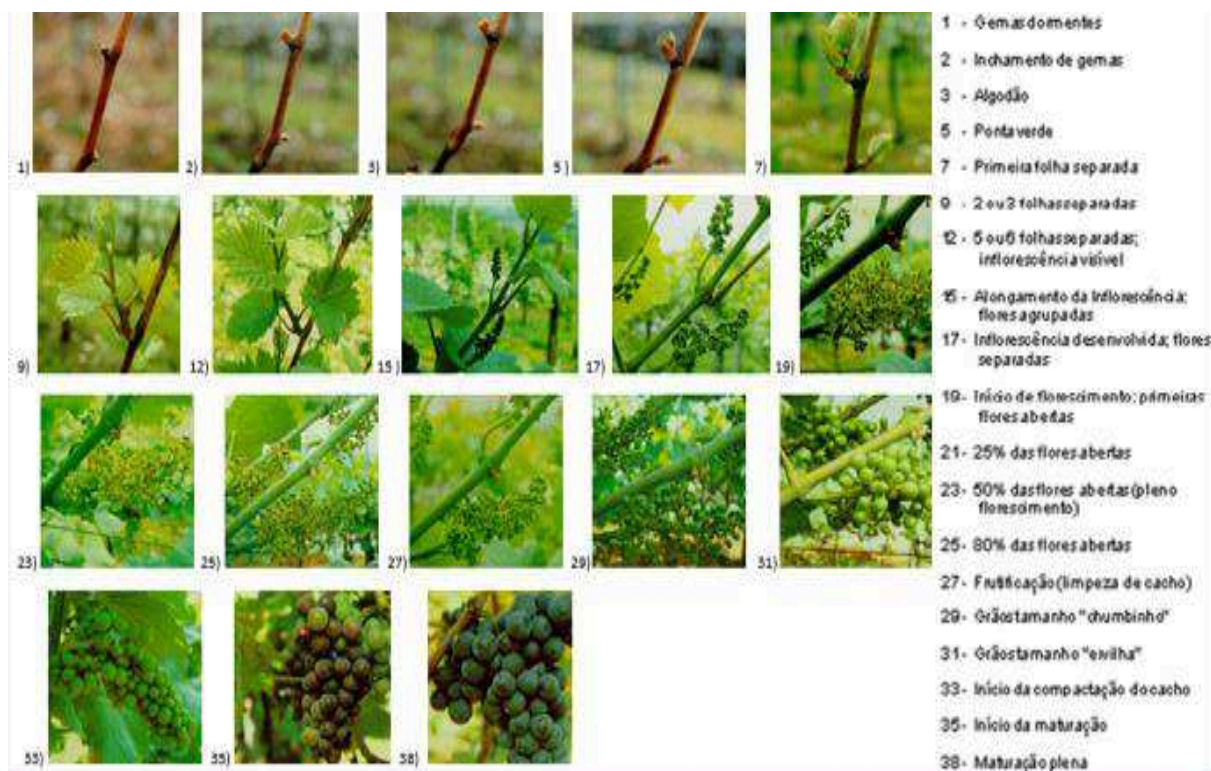 1)
2)
3)
5)
7)
9)
12)
15)
17)
19)
23)
25)
27)
29)
31)
33)
35)
38)
1 - Gemas dormentes
2 - Inchamento de gemas
3 - Algodão
5 - Ponta verde
7 - Primeira folha separada
9 - 2 ou 3 folhas separadas
12 - 5 ou 6 folhas separadas;
inflorescência visível
15 - Alongamento da Inflorescência;
flores agrupadas
17 - Inflorescência desenvolvida; flores
separadas
19- Início de florescimento; primeiras
flores abertas
21- 25% das flores abertas
23- 50% das flores abertas (pleno
florescimento)
25- 80% das flores abertas
27- Frutificação (limpeza de cacho)
29- Grãos tamanho "chumbinho"
31- Grãos tamanho "ervilha"
33- Início da compactação do cacho
35- Início da maturação
38- Maturação plena